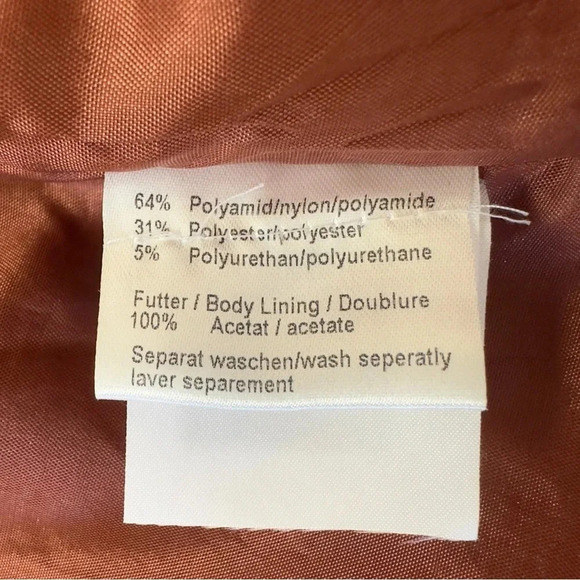 64% Polyamid/nylon/polyamide
31% Polyester/polyester
5% Polyurethan/polyurethane
Futter / Body Lining / Doublure
100% Acetat / acetate
Separat waschen/wash seperatly
laver separement